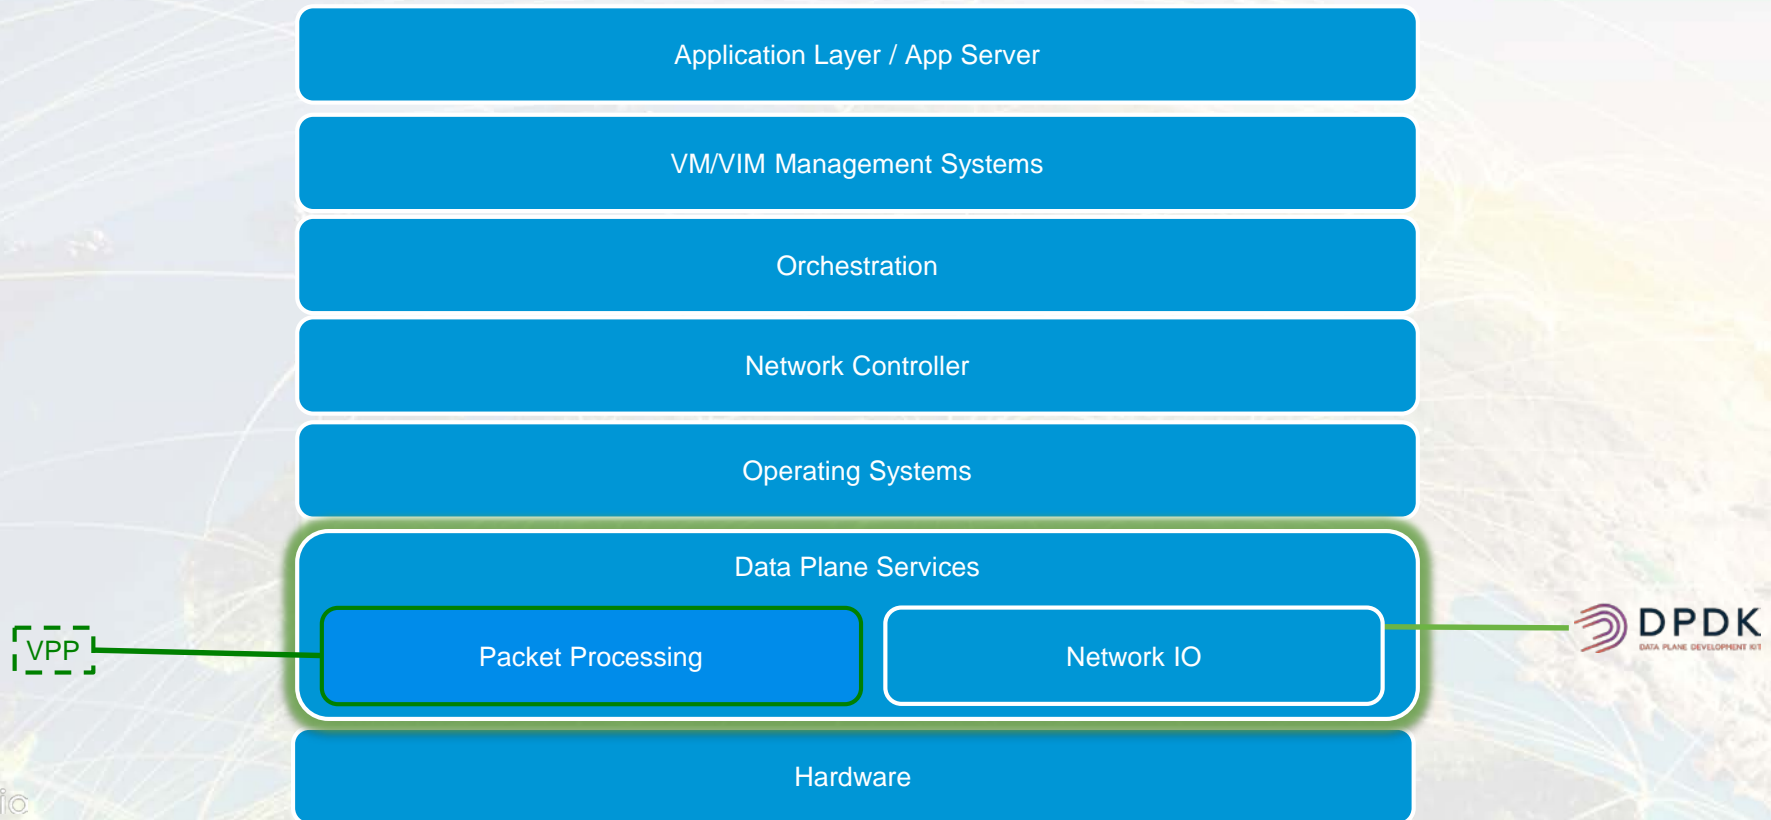 Application Layer / App Server
VM/VIM Management Systems
Orchestration
Network Controller
Operating Systems
Data Plane Services
VPP
Packet Processing
Network IO
DPDK
DATA PLANE DEVELOPMENT KIT
Hardware